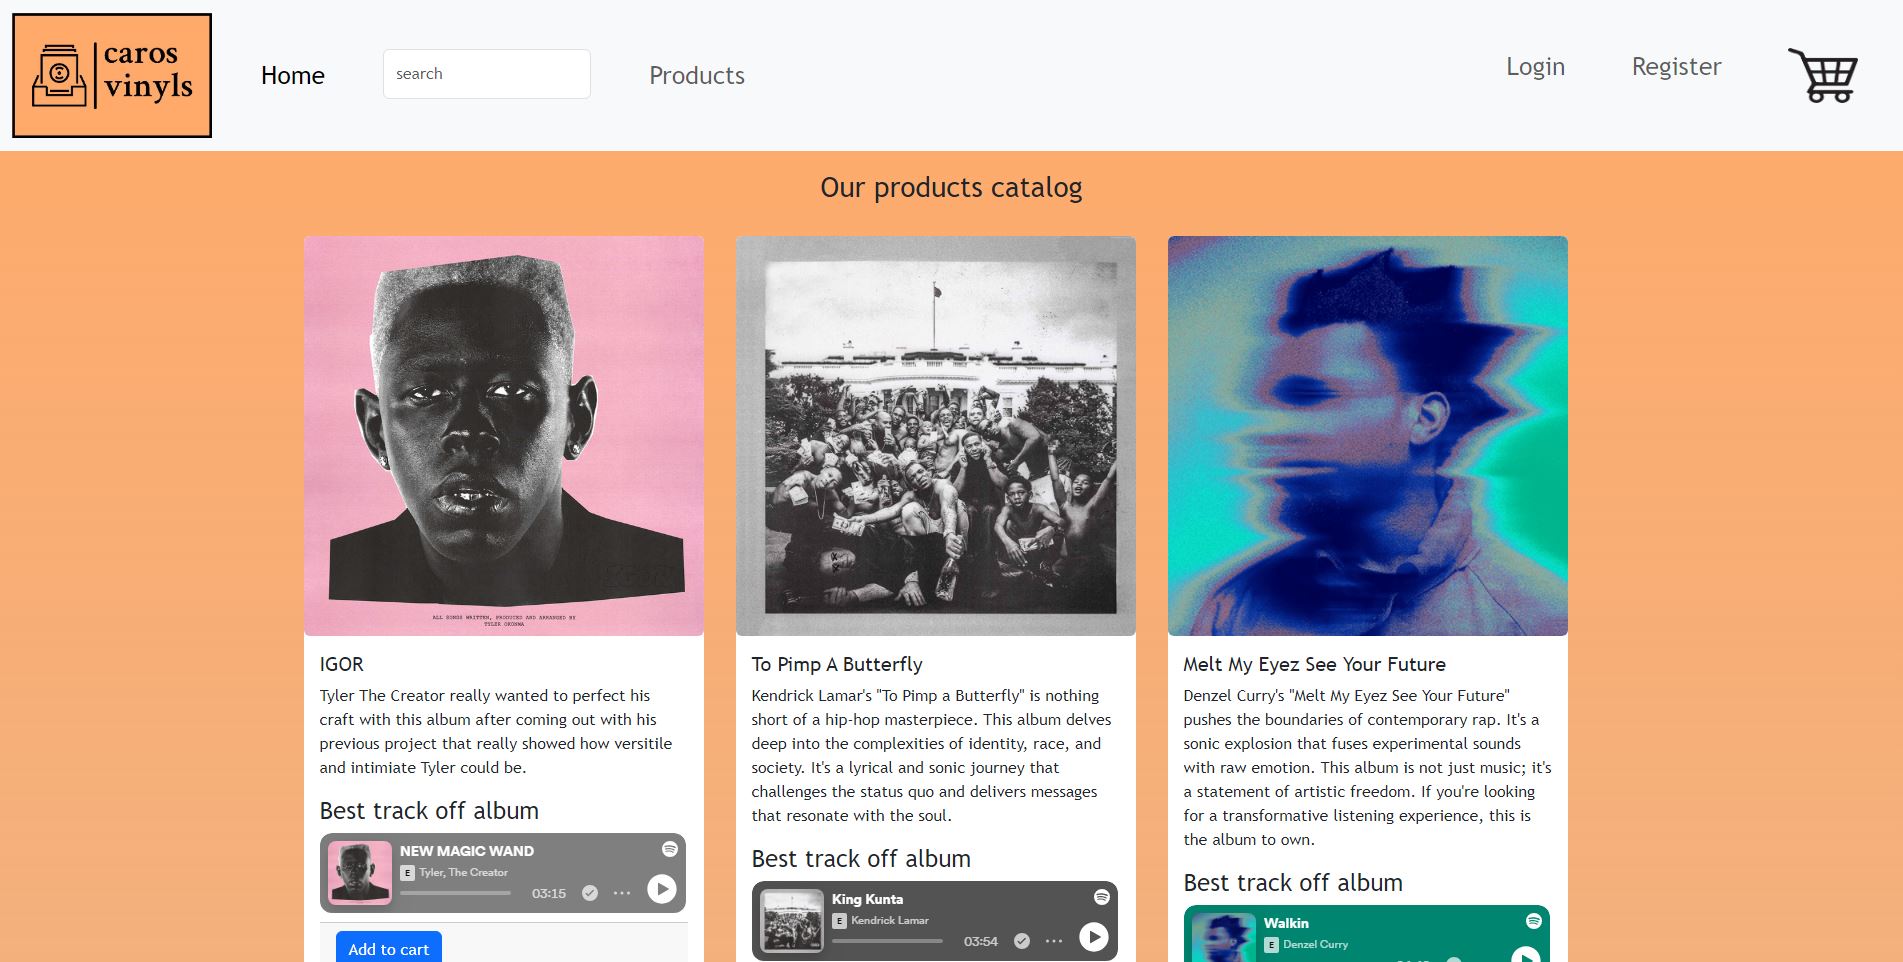 caros
vinyls
Home
search
Products
Login
Register
Our products catalog
ALL SONGS WRITTEN, PRODUCED AND ARRANGED BY
TYLER OKONMA
IGOR
Tyler The Creator really wanted to perfect his
craft with this album after coming out with his
previous project that really showed how versitile
and intimiate Tyler could be.
Best track off album
NEW MAGIC WAND
E Tyler, The Creator
03:15
Add to cart
To Pimp A Butterfly
Kendrick Lamar's "To Pimp a Butterfly" is nothing
short of a hip-hop masterpiece. This album delves
deep into the complexities of identity, race, and
society. It's a lyrical and sonic journey that
challenges the status quo and delivers messages
that resonate with the soul.
Best track off album
King Kunta
E Kendrick Lamar
03:54
Melt My Eyez See Your Future
Denzel Curry's "Melt My Eyez See Your Future"
pushes the boundaries of contemporary rap. It's a
sonic explosion that fuses experimental sounds
with raw emotion. This album is not just music; it's
a statement of artistic freedom. If you're looking
for a transformative listening experience, this is
the album to own.
Best track off album
Walkin
E Denzel Curry